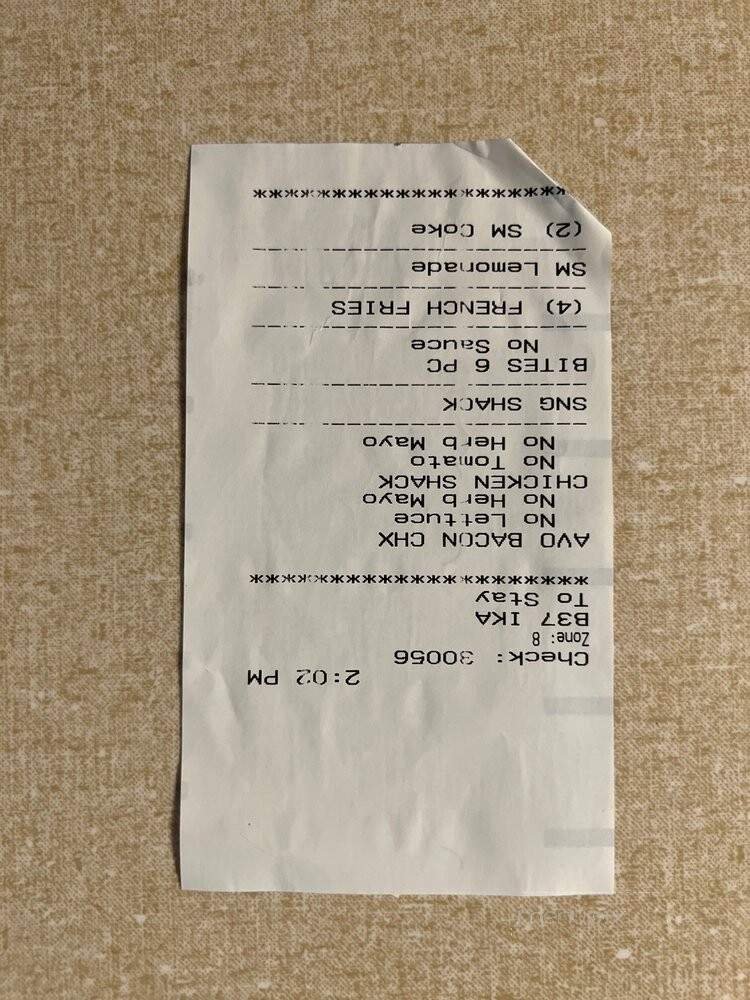 2:02 PM
Check: 30056
Zone: 8
B37 IKA
To Stay
**********************
AVO BACON CHX
No Lettuce
No Herb Mayo
CHICKEN SHACK
No Tomato
No Herb Mayo
----------------------
SNG SHACK
----------------------
BITES 6 PC
No Sauce
----------------------
(4) FRENCH FRIES
----------------------
SM Lemonade
----------------------
(2) SM Coke
**********************